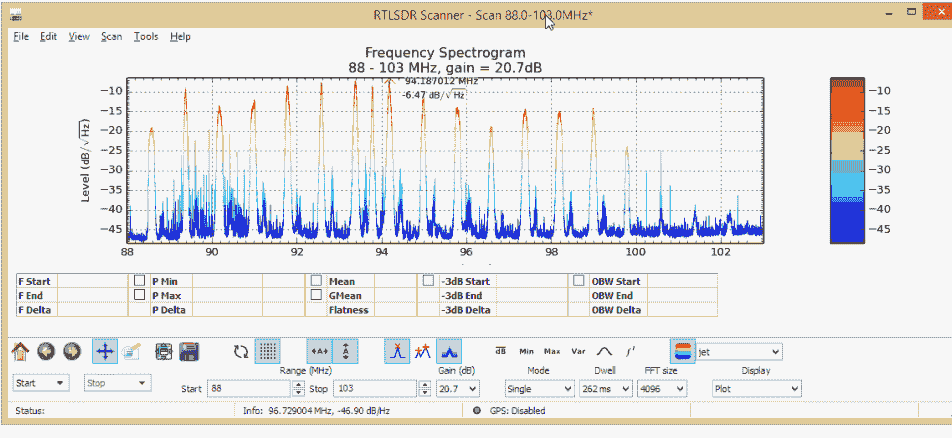 RTLSDR Scanner - Scan 88.0-103.0MHz*
File Edit View Scan Tools Help
Frequency Spectrogram
88 - 103 MHz, gain = 20.7dB
94.187012 MHz
-6.47 dB/√Hz
Level (dB/√Hz)
−10
−15
−20
−25
−30
−35
−40
−45
88 90 92 94 96 98 100 102
−10
−15
−20
−25
−30
−35
−40
−45
F Start P Min Mean -3dB Start OBW Start
F End P Max GMean -3dB End OBW End
F Delta P Delta Flatness -3dB Delta OBW Delta
dB Min Max Var f' jet
Range (MHz) Gain (dB) Mode Dwell FFT size Display
Start Stop Start 88 Stop 103 20.7 Single 262 ms 4096 Plot
Status: Info: 96.729004 MHz, -46.90 dB/Hz GPS: Disabled